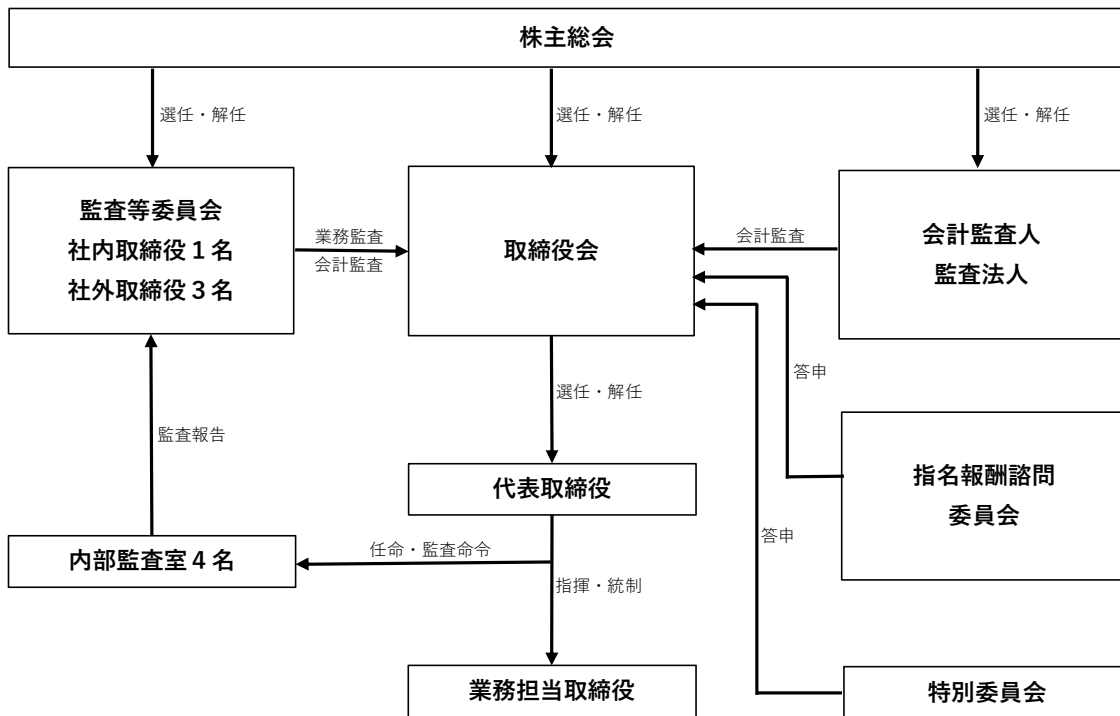 株主総会
選任・解任
選任・解任
選任・解任
監査等委員会
社内取締役1名
社外取締役3名
業務監査
会計監査
取締役会
会計監査
会計監査人
監査法人
答申
選任・解任
監査報告
代表取締役
指名報酬諮問
委員会
答申
任命・監査命令
内部監査室4名
指揮・統制
業務担当取締役
特別委員会